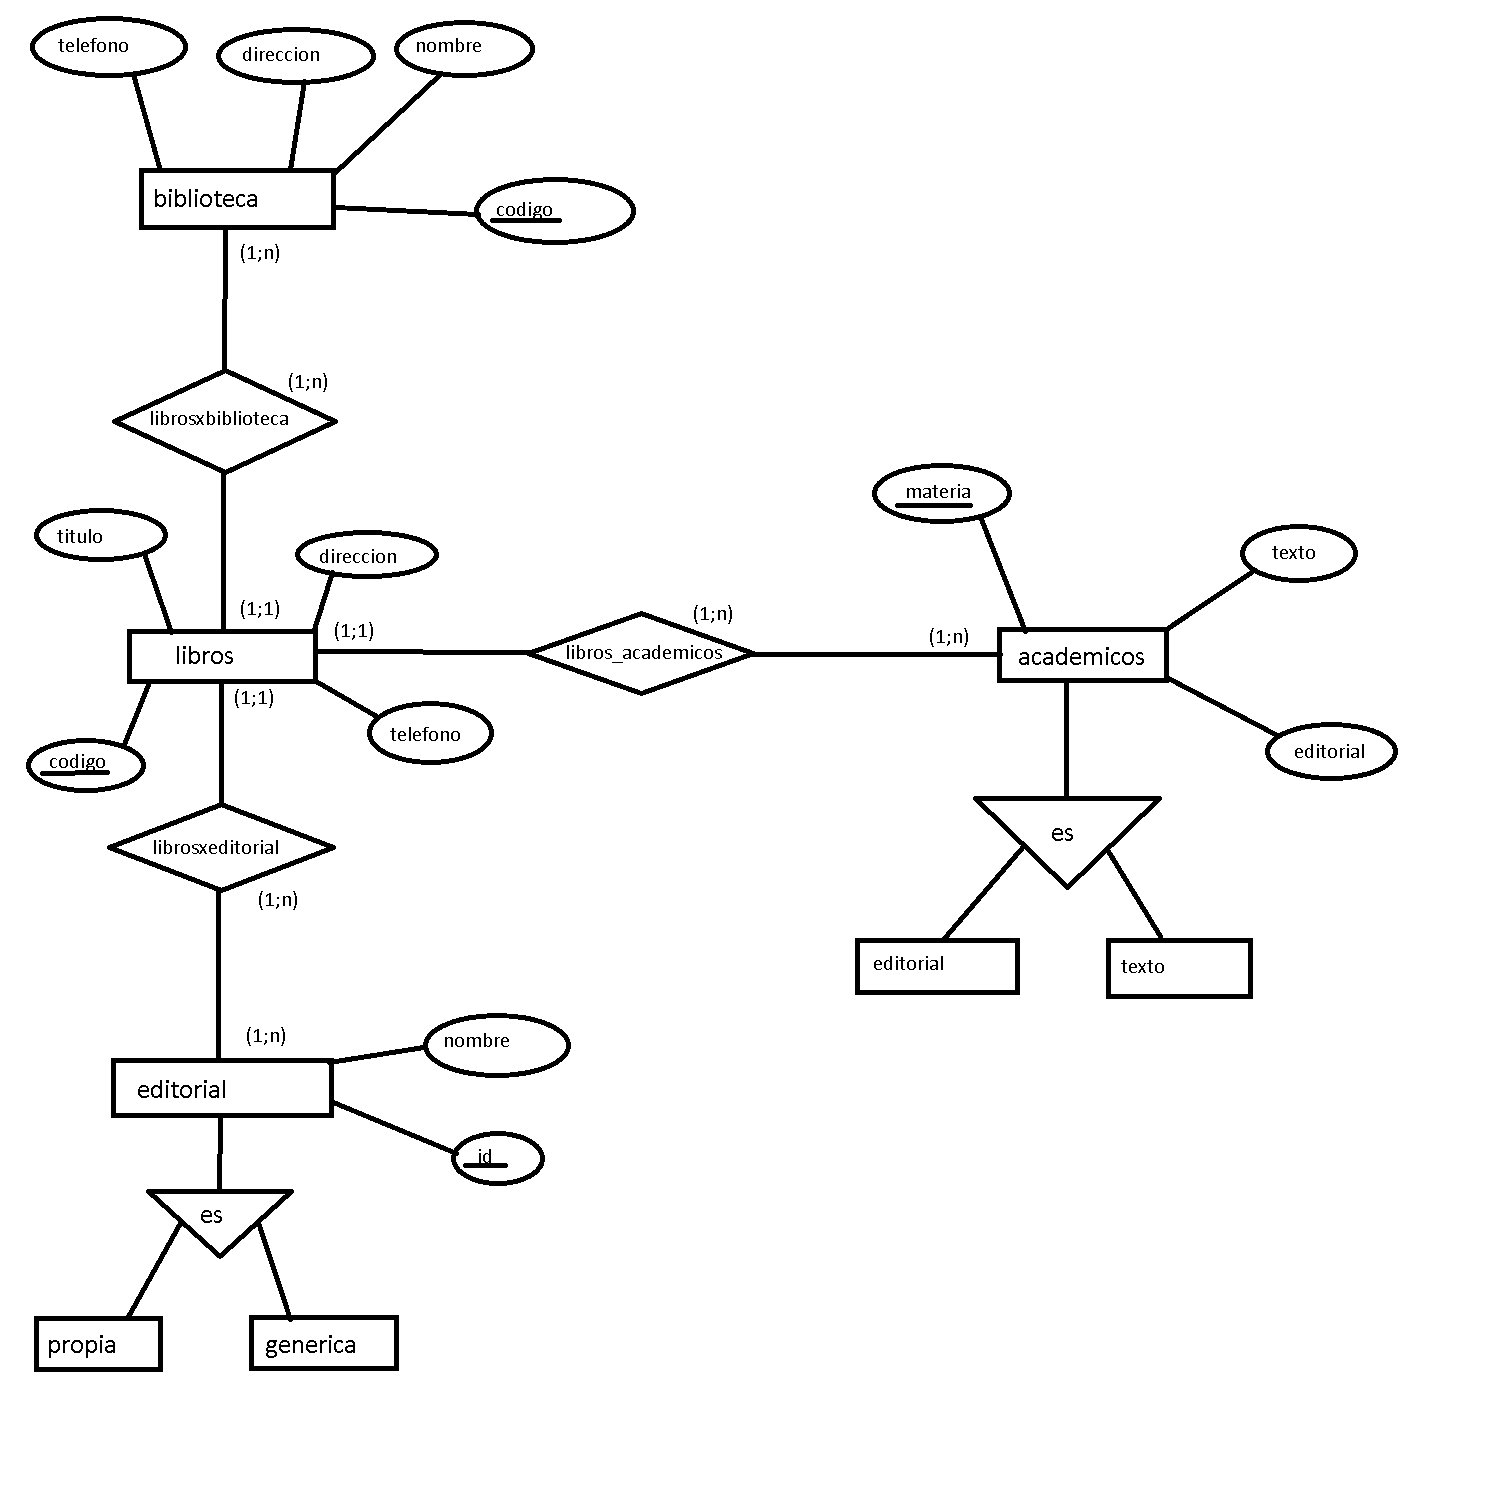 telefono
direccion
nombre
biblioteca
codigo
(1;n)
(1;n)
librosxbiblioteca
materia
titulo
direccion
texto
(1;1)
(1;1)
(1;n)
(1;n)
libros
libros_academicos
academicos
(1;1)
telefono
editorial
codigo
es
librosxeditorial
(1;n)
editorial
texto
(1;n)
nombre
editorial
id
es
propia
generica